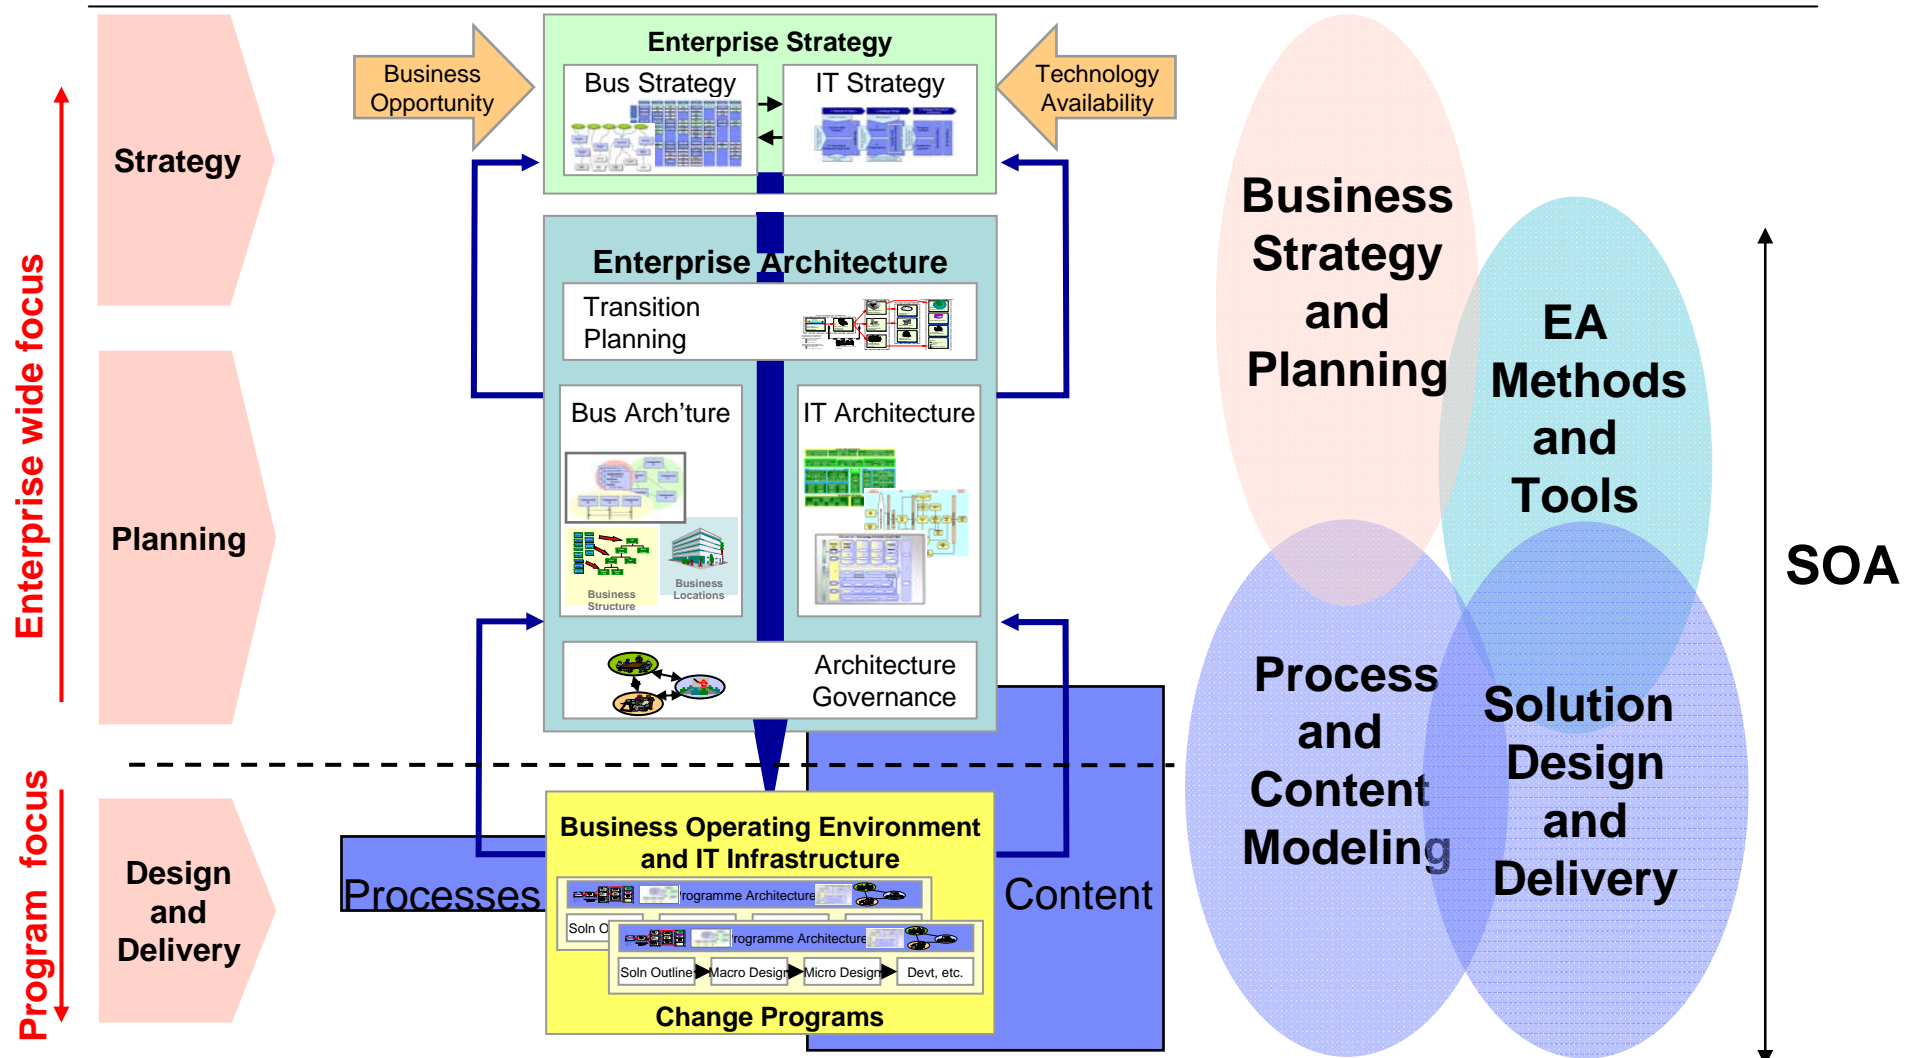 Enterprise wide focus
Program focus
Strategy
Planning
Design
and
Delivery
Business
Opportunity
Enterprise Strategy
Bus Strategy
IT Strategy
Technology
Availability
Enterprise Architecture
Transition
Planning
Bus Arch'ture
IT Architecture
Business
Structure
Business
Locations
Architecture
Governance
Processes
Content
Business Operating Environment
and IT Infrastructure
rogramme Architecture
Soln O
rogramme Architecture
Soln Outline
Macro Design
Micro Design
Devt, etc.
Change Programs
Business
Strategy
and
Planning
EA
Methods
and
Tools
Process
and
Content
Modeling
Solution
Design
and
Delivery
SOA